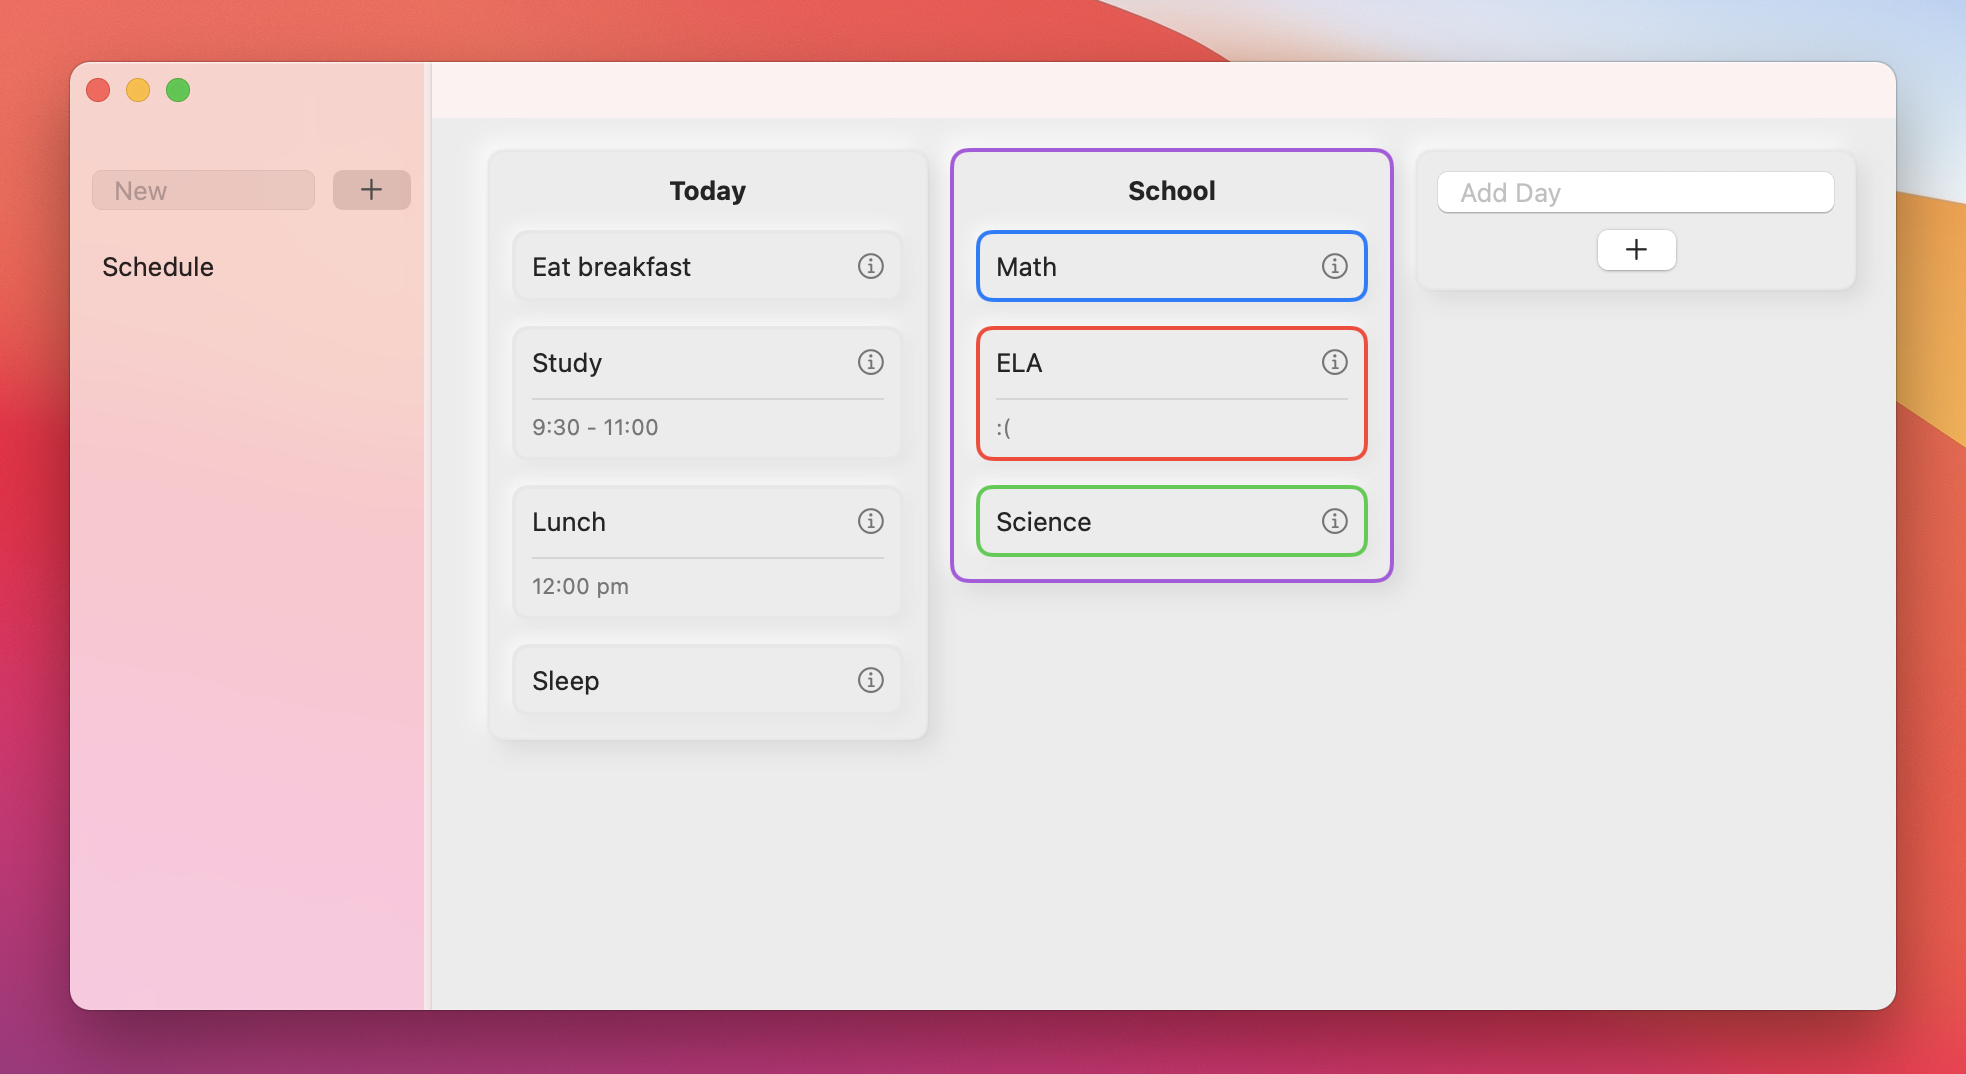 New
Schedule
Today
Eat breakfast
Study
9:30 - 11:00
Lunch
12:00 pm
Sleep
School
Math
ELA
:(
Science
Add Day